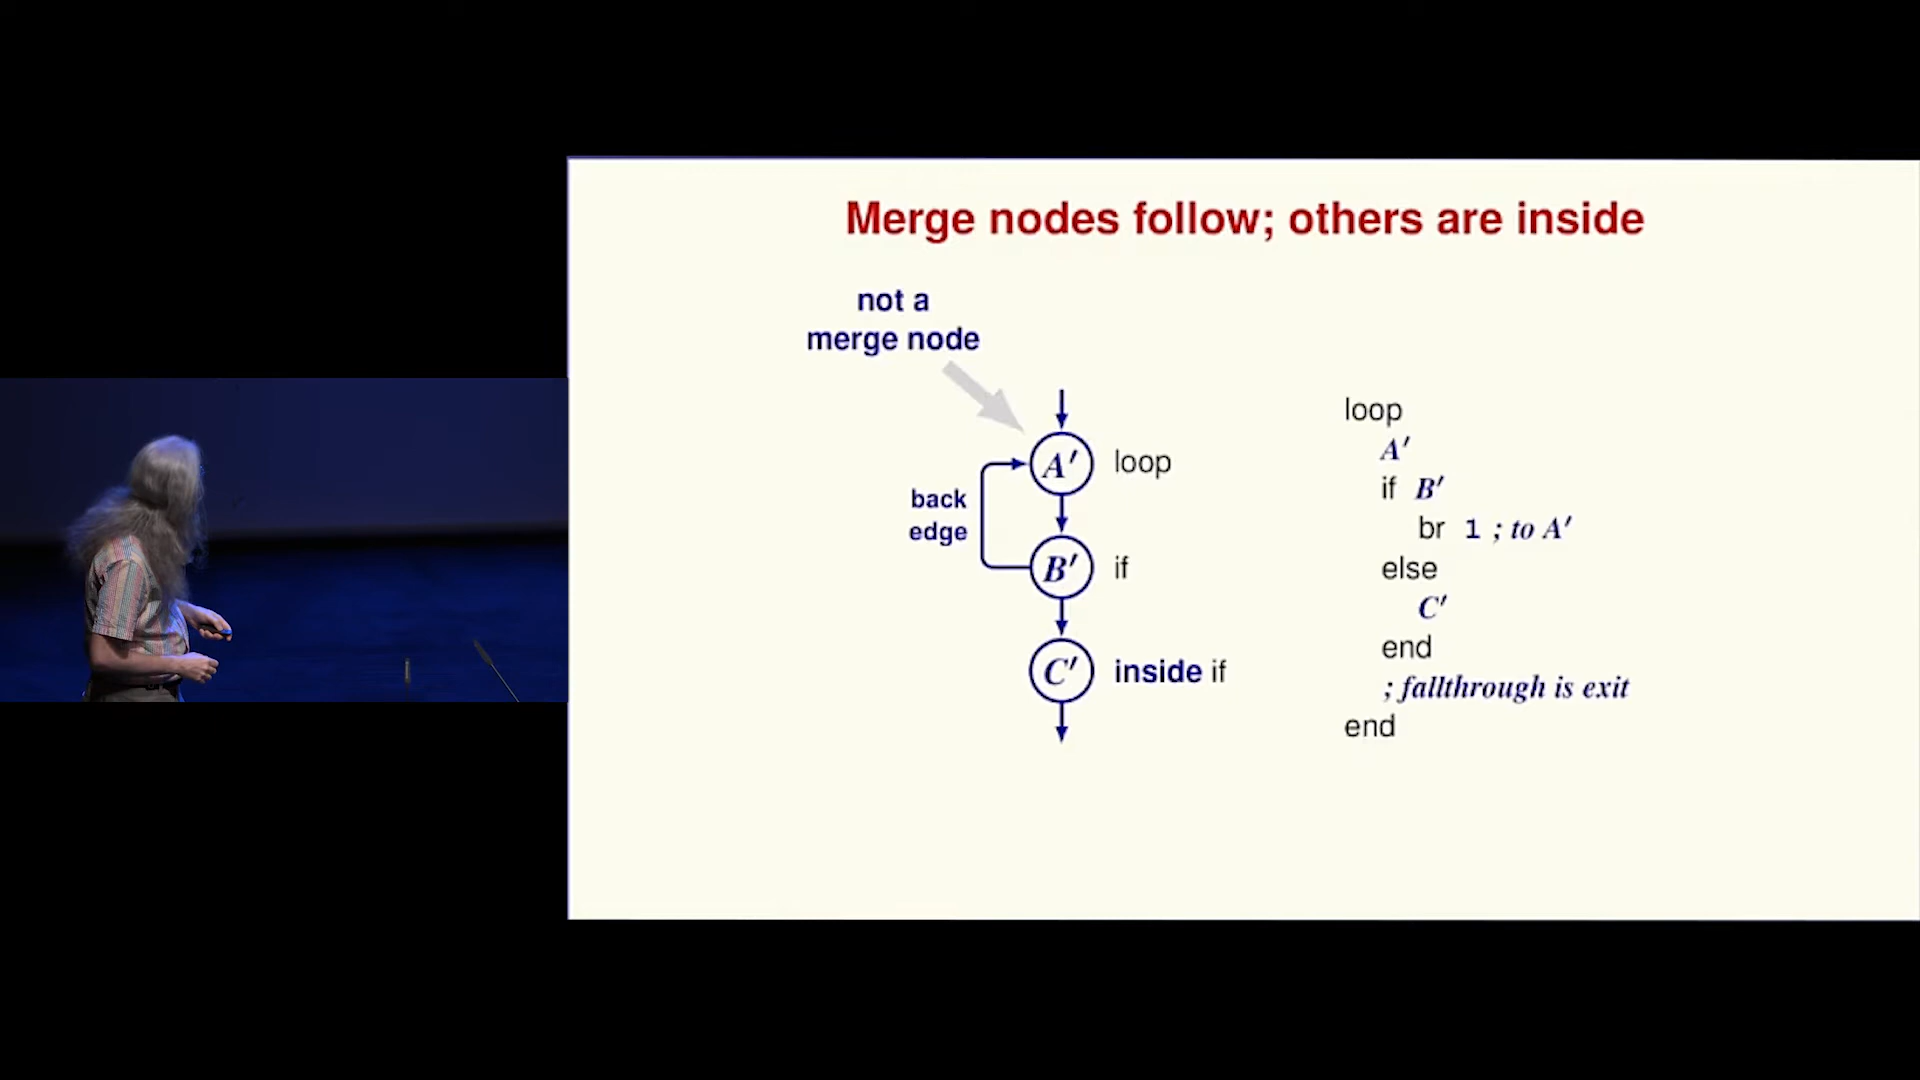 Merge nodes follow; others are inside
not a
merge node
A′ loop
back
edge
B′ if
C′ inside if
loop
A′
if B′
br 1 ; to A′
else
C′
end
; fallthrough is exit
end